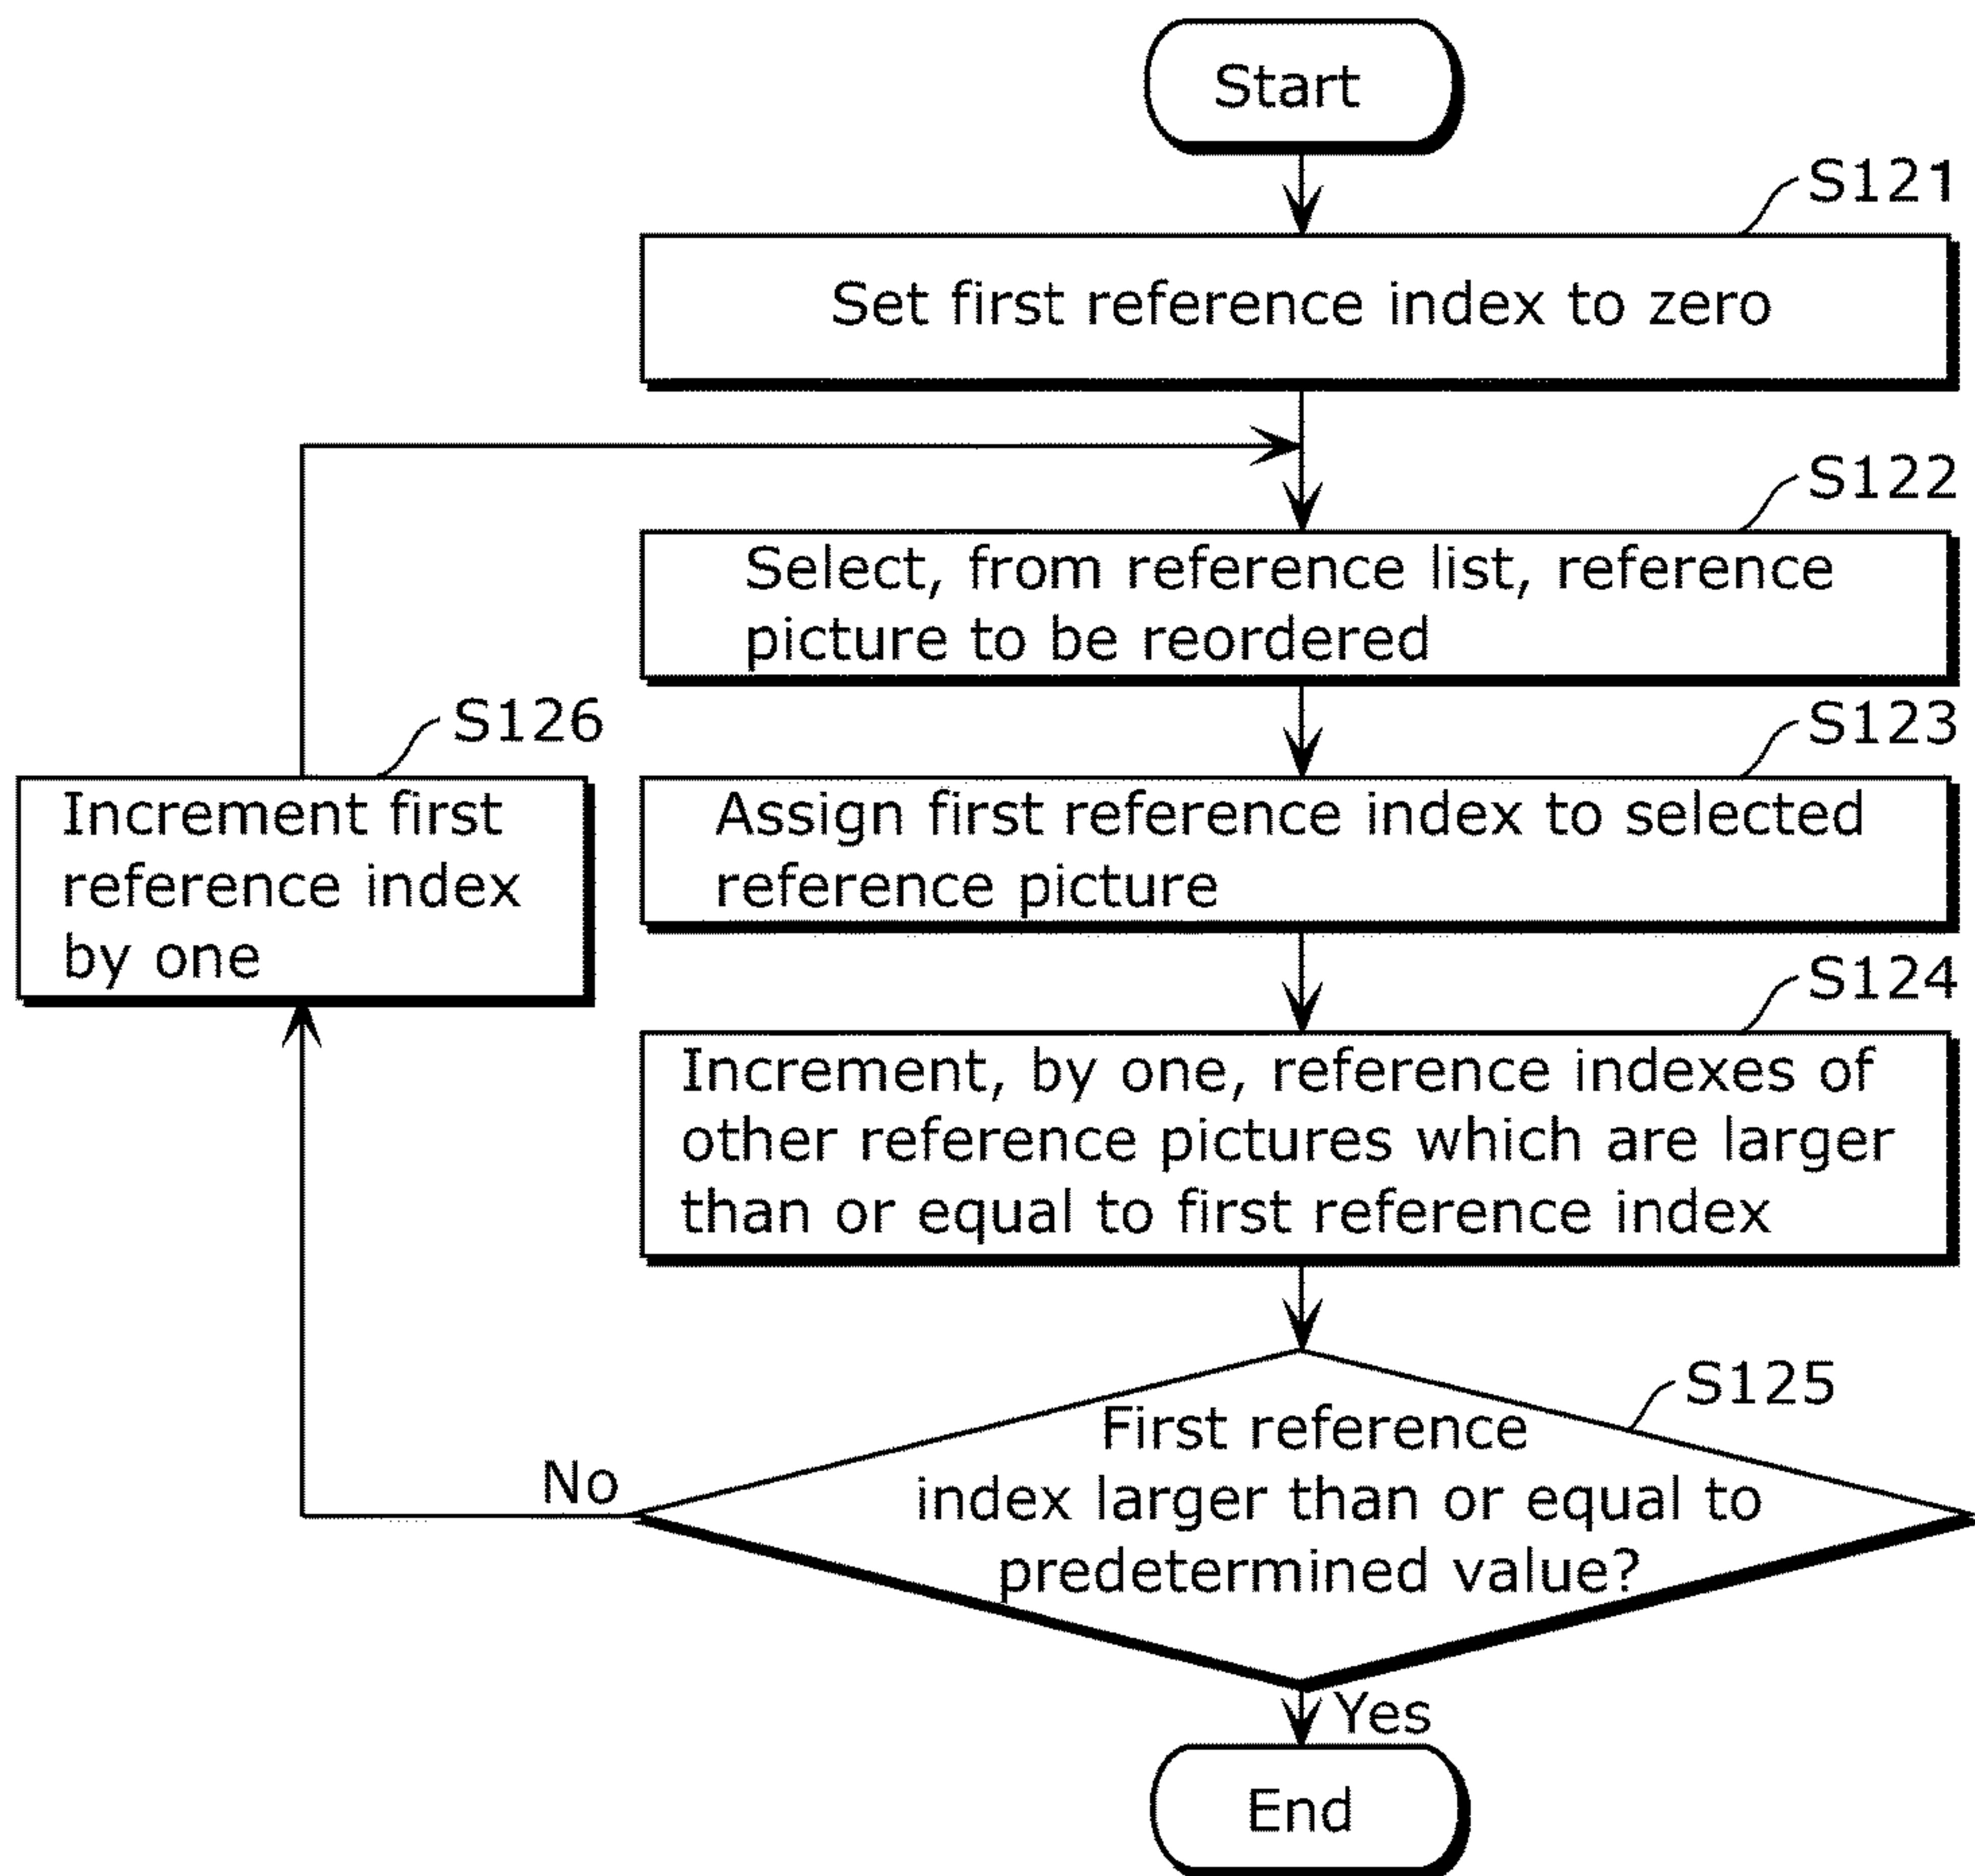 Start
S121
Set first reference index to zero
S122
Select, from reference list, reference
picture to be reordered
S126
Increment first
reference index
by one
S123
Assign first reference index to selected
reference picture
S124
Increment, by one, reference indexes of
other reference pictures which are larger
than or equal to first reference index
S125
First reference
index larger than or equal to
predetermined value?
No
Yes
End